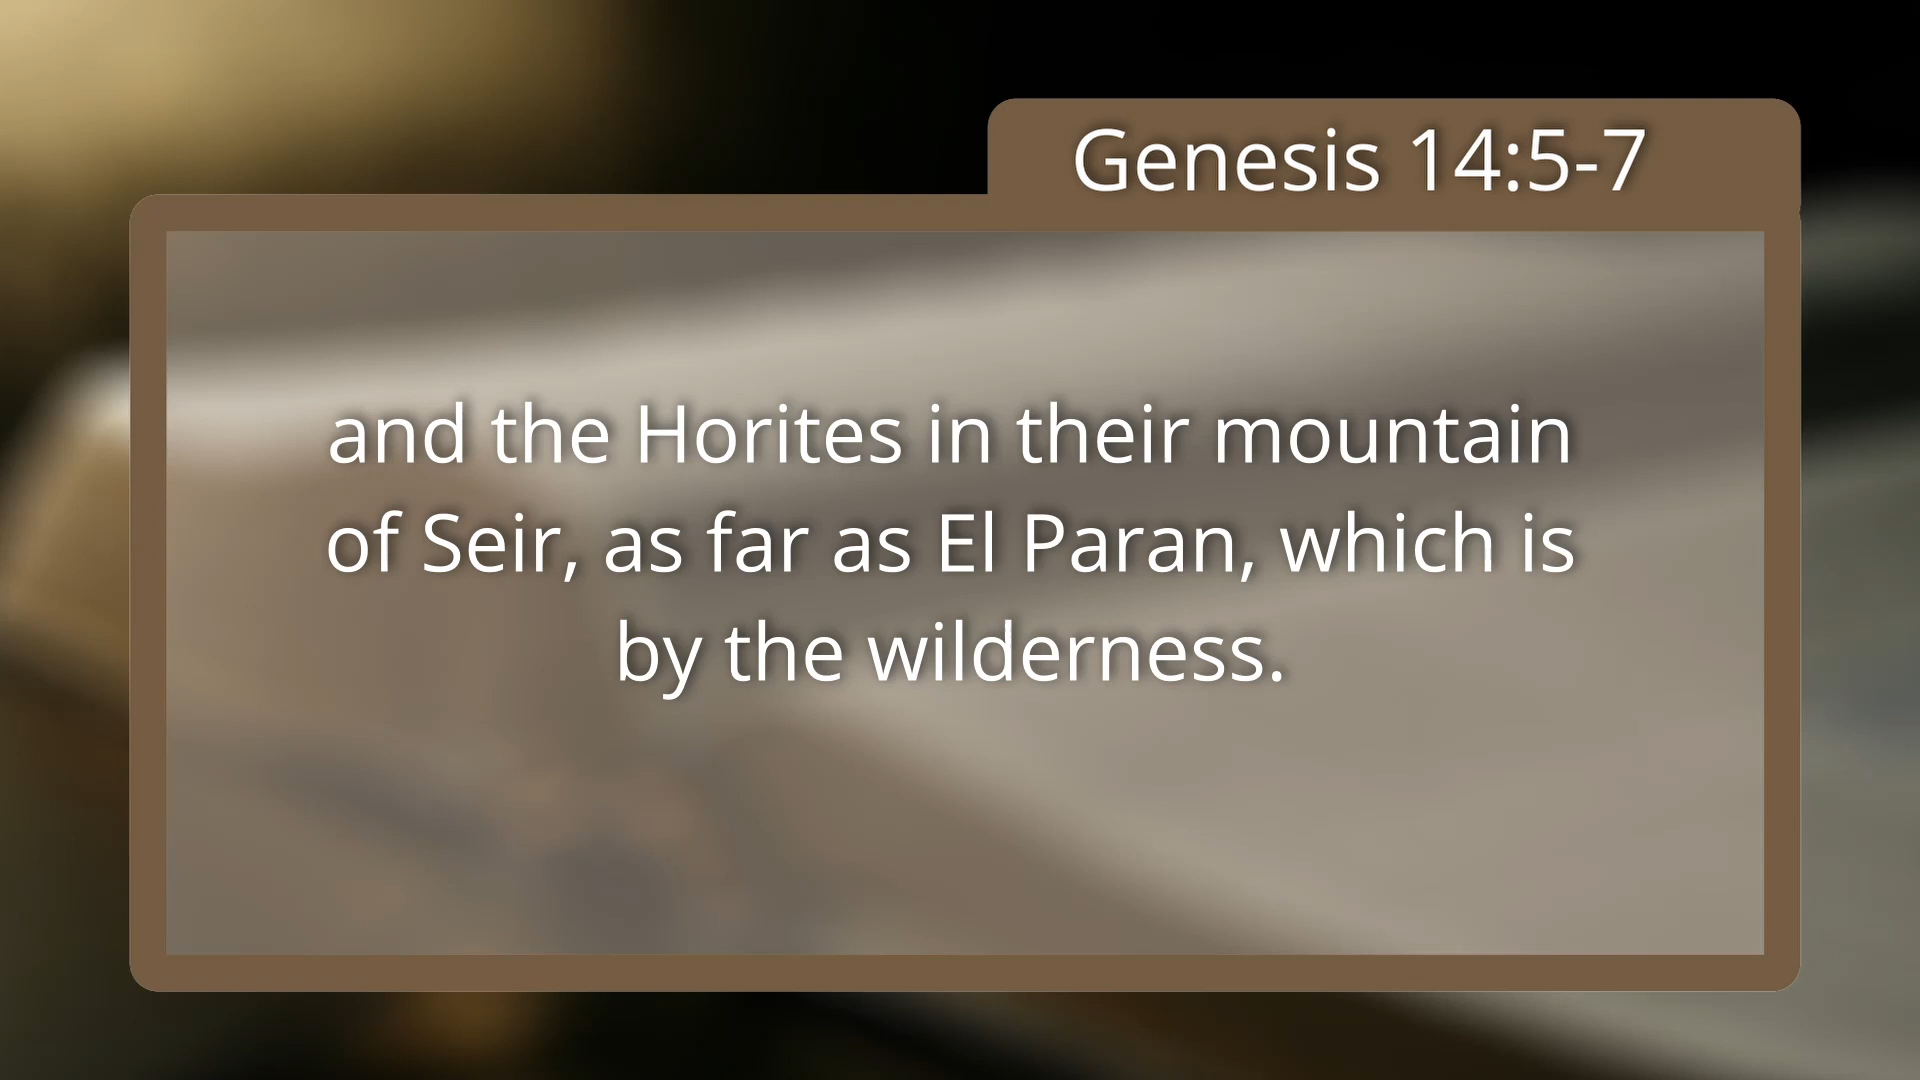 Genesis 14:5-7
and the Horites in their mountain
of Seir, as far as El Paran, which is
by the wilderness.